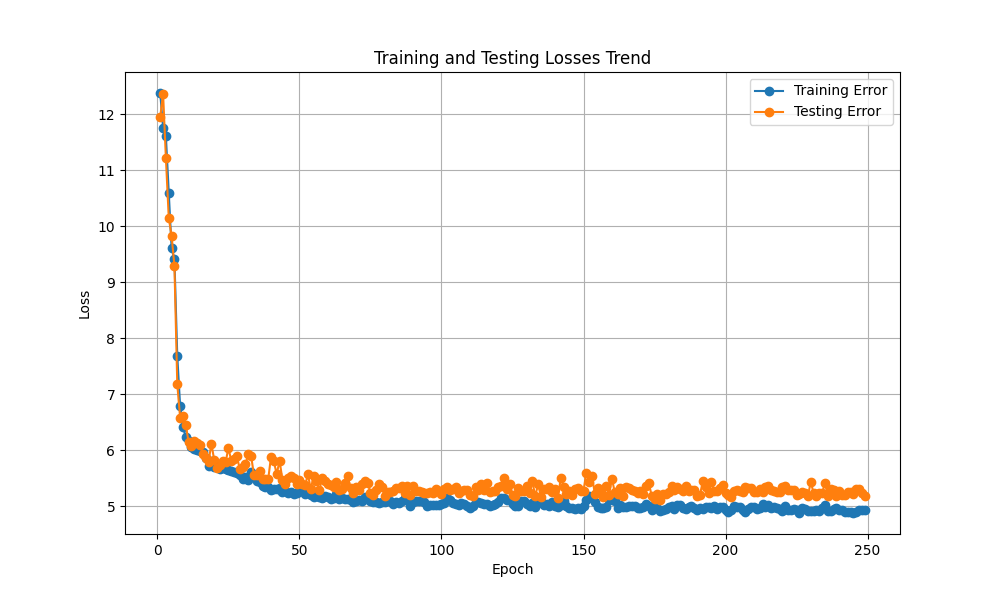 Training and Testing Losses Trend
Training Error
Testing Error
12
11
10
9
8
7
6
5
Loss
0 50 100 150 200 250
Epoch